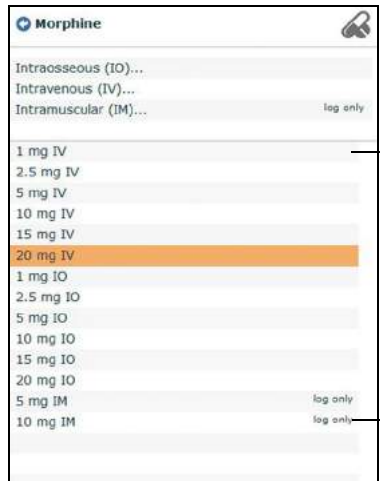 Morphine
Intraosseous (IO)...
Intravenous (IV)...
Intramuscular (IM)... log only
1 mg IV
2.5 mg IV
5 mg IV
10 mg IV
15 mg IV
20 mg IV
1 mg IO
2.5 mg IO
5 mg IO
10 mg IO
15 mg IO
20 mg IO
5 mg IM log only
10 mg IM log only